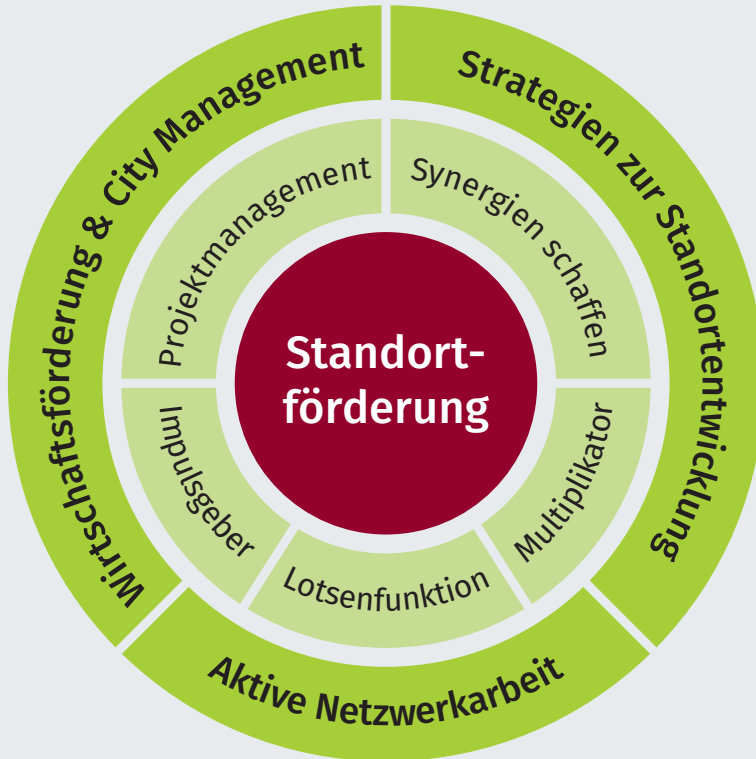 Wirtschaftsförderung & City Management
Strategien zur Standortentwicklung
Projektmanagement
Synergien schaffen
Standort-
förderung
Impulsgeber
Multiplikator
Lotsenfunktion
Aktive Netzwerkarbeit